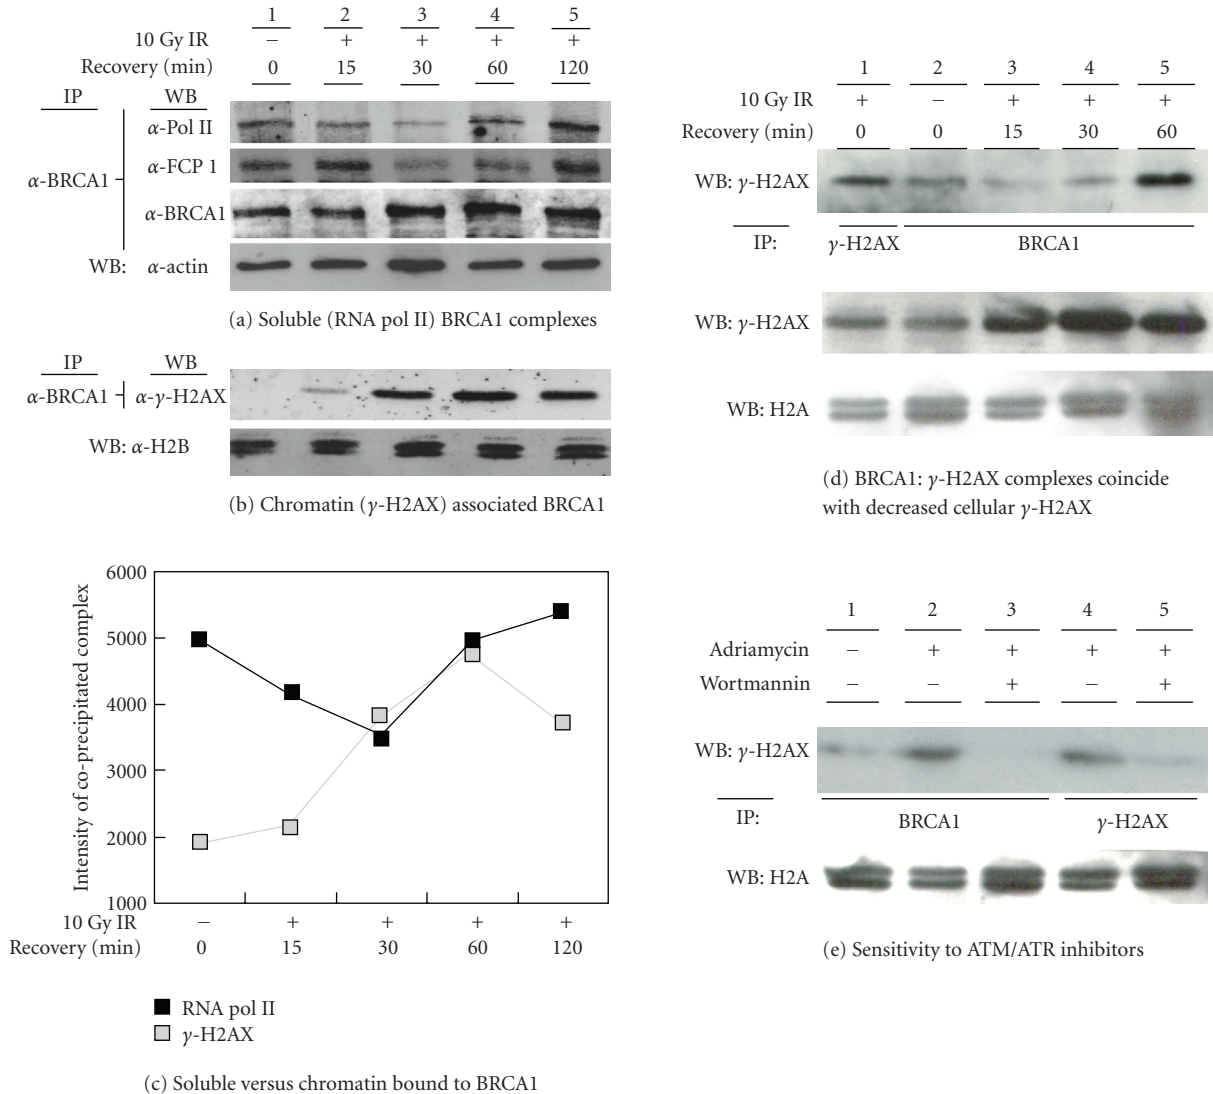 1 2 3 4 5
10 Gy IR − + + + +
Recovery (min) 0 15 30 60 120
IP WB
α-BRCA1
α-Pol II
α-FCP 1
α-BRCA1
WB: α-actin
(a) Soluble (RNA pol II) BRCA1 complexes
IP WB
α-BRCA1 α-γ-H2AX
WB: α-H2B
(b) Chromatin (γ-H2AX) associated BRCA1
Intensity of co-precipitated complex
6000
5000
4000
3000
2000
1000
10 Gy IR − + + + +
Recovery (min) 0 15 30 60 120
RNA pol II
γ-H2AX
(c) Soluble versus chromatin bound to BRCA1
1 2 3 4 5
10 Gy IR + − + + +
Recovery (min) 0 0 15 30 60
WB: γ-H2AX
IP: γ-H2AX BRCA1
WB: γ-H2AX
WB: H2A
(d) BRCA1: γ-H2AX complexes coincide
with decreased cellular γ-H2AX
1 2 3 4 5
Adriamycin − + + + +
Wortmannin − − + − +
WB: γ-H2AX
IP: BRCA1 γ-H2AX
WB: H2A
(e) Sensitivity to ATM/ATR inhibitors